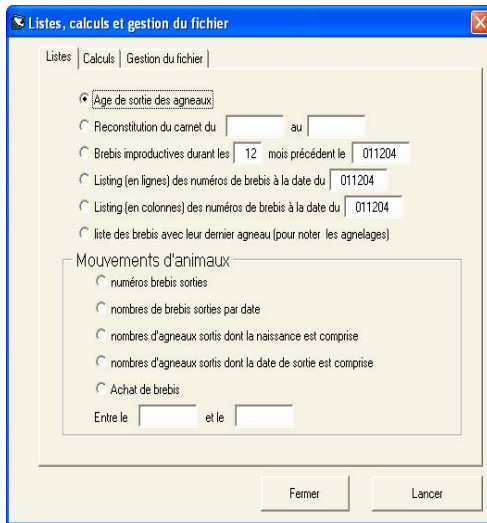 Listes, calculs et gestion du fichier
Listes Calculs Gestion du fichier
Age de sortie des agneaux
Reconstitution du carnet du au
Brebis improductives durant les 12 mois précédent le 011204
Listing (en lignes) des numéros de brebis à la date du 011204
Listing (en colonnes) des numéros de brebis à la date du 011204
liste des brebis avec leur dernier agneau (pour noter les agnelages)
Mouvements d'animaux
numéros brebis sorties
nombres de brebis sorties par date
nombres d'agneaux sortis dont la naissance est comprise
nombres d'agneaux sortis dont la date de sortie est comprise
Achat de brebis
Entre le et le
Fermer Lancer